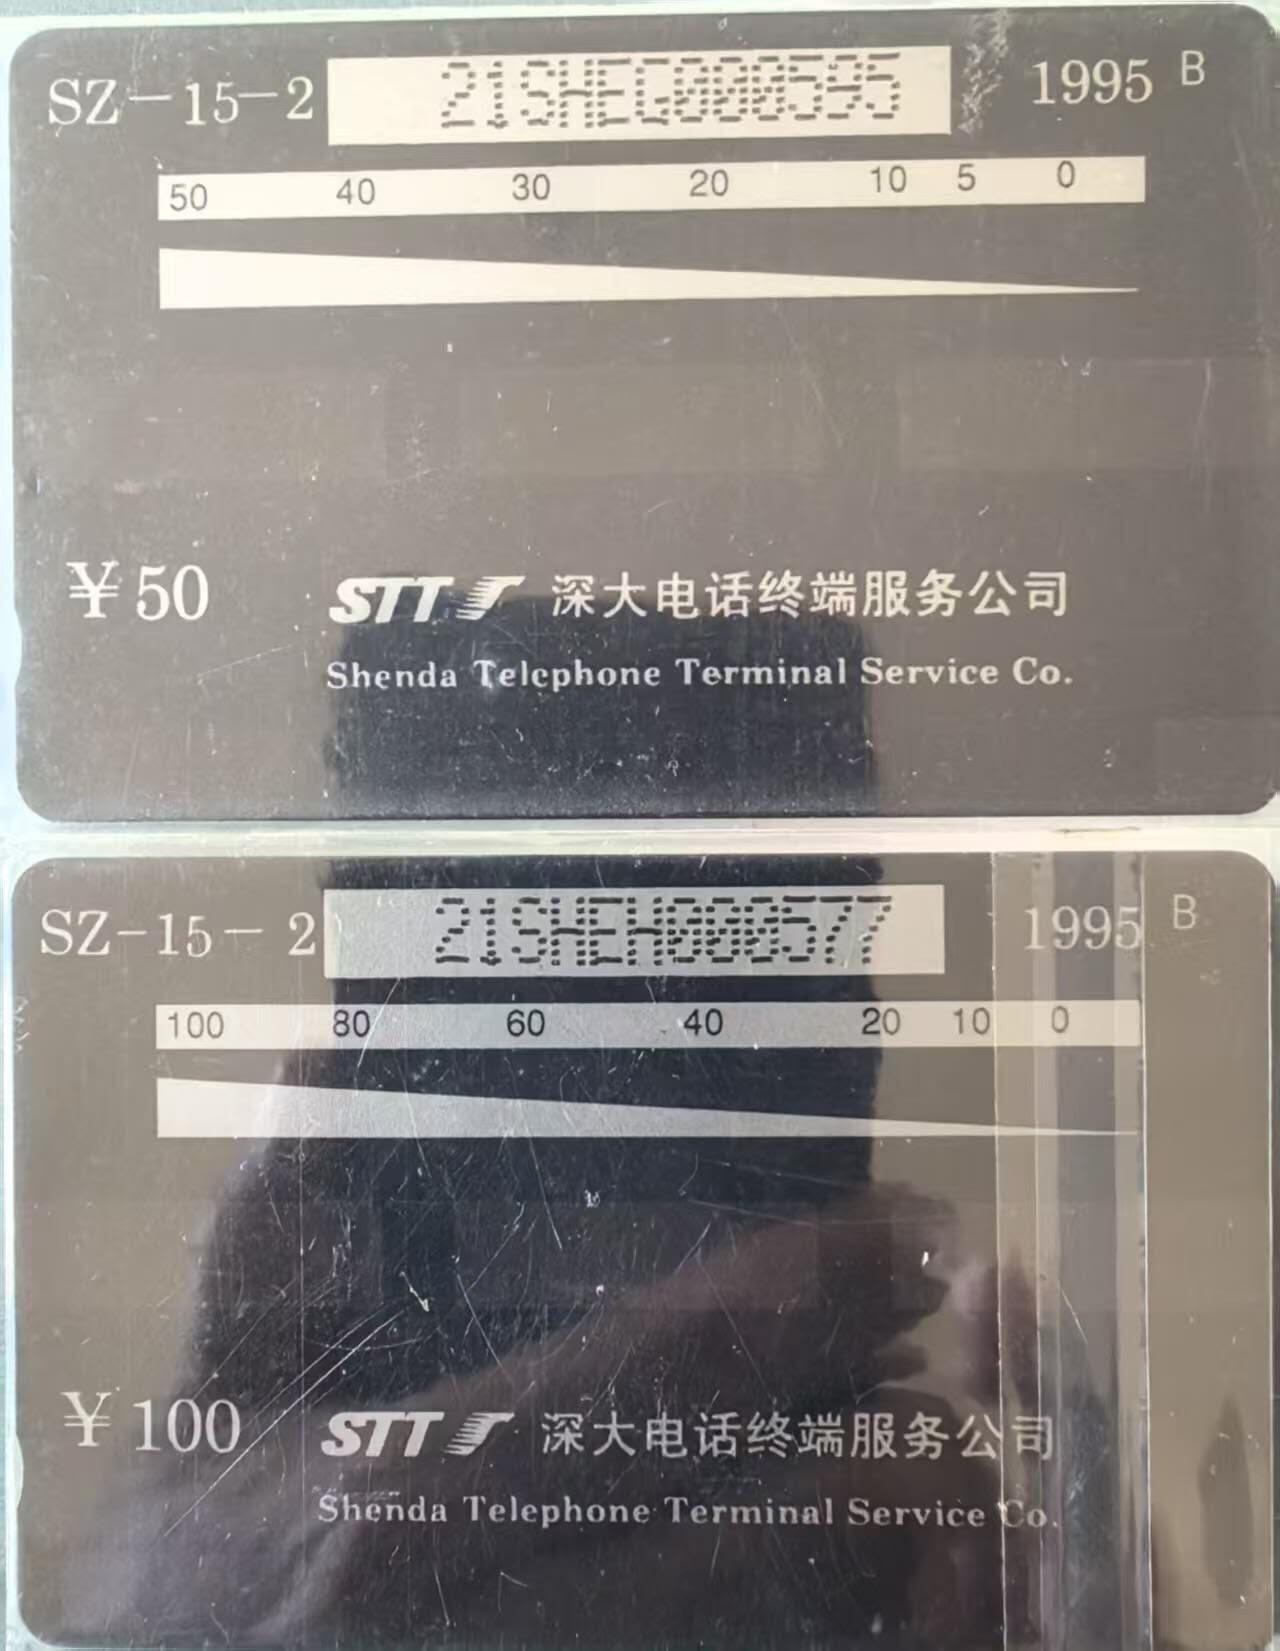 SZ-15-2 21SHEG000595 1995 B
50 40 30 20 10 5 0
¥50 STT 深大电话终端服务公司
Shenda Telephone Terminal Service Co.
SZ-15-2 21SHEH000577 1995 B
100 80 60 40 20 10 0
¥100 STT 深大电话终端服务公司
Shenda Telephone Terminal Service Co.